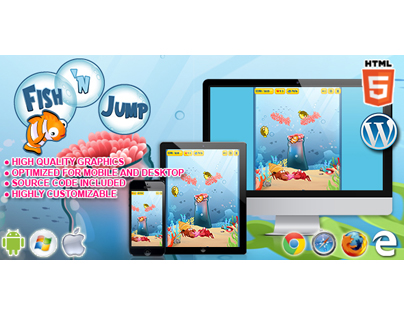 FISH 'N JUMP
HTML
5
• HIGH QUALITY GRAPHICS
• OPTIMIZED FOR MOBILE AND DESKTOP
• SOURCE CODE INCLUDED
• HIGHLY CUSTOMIZABLE